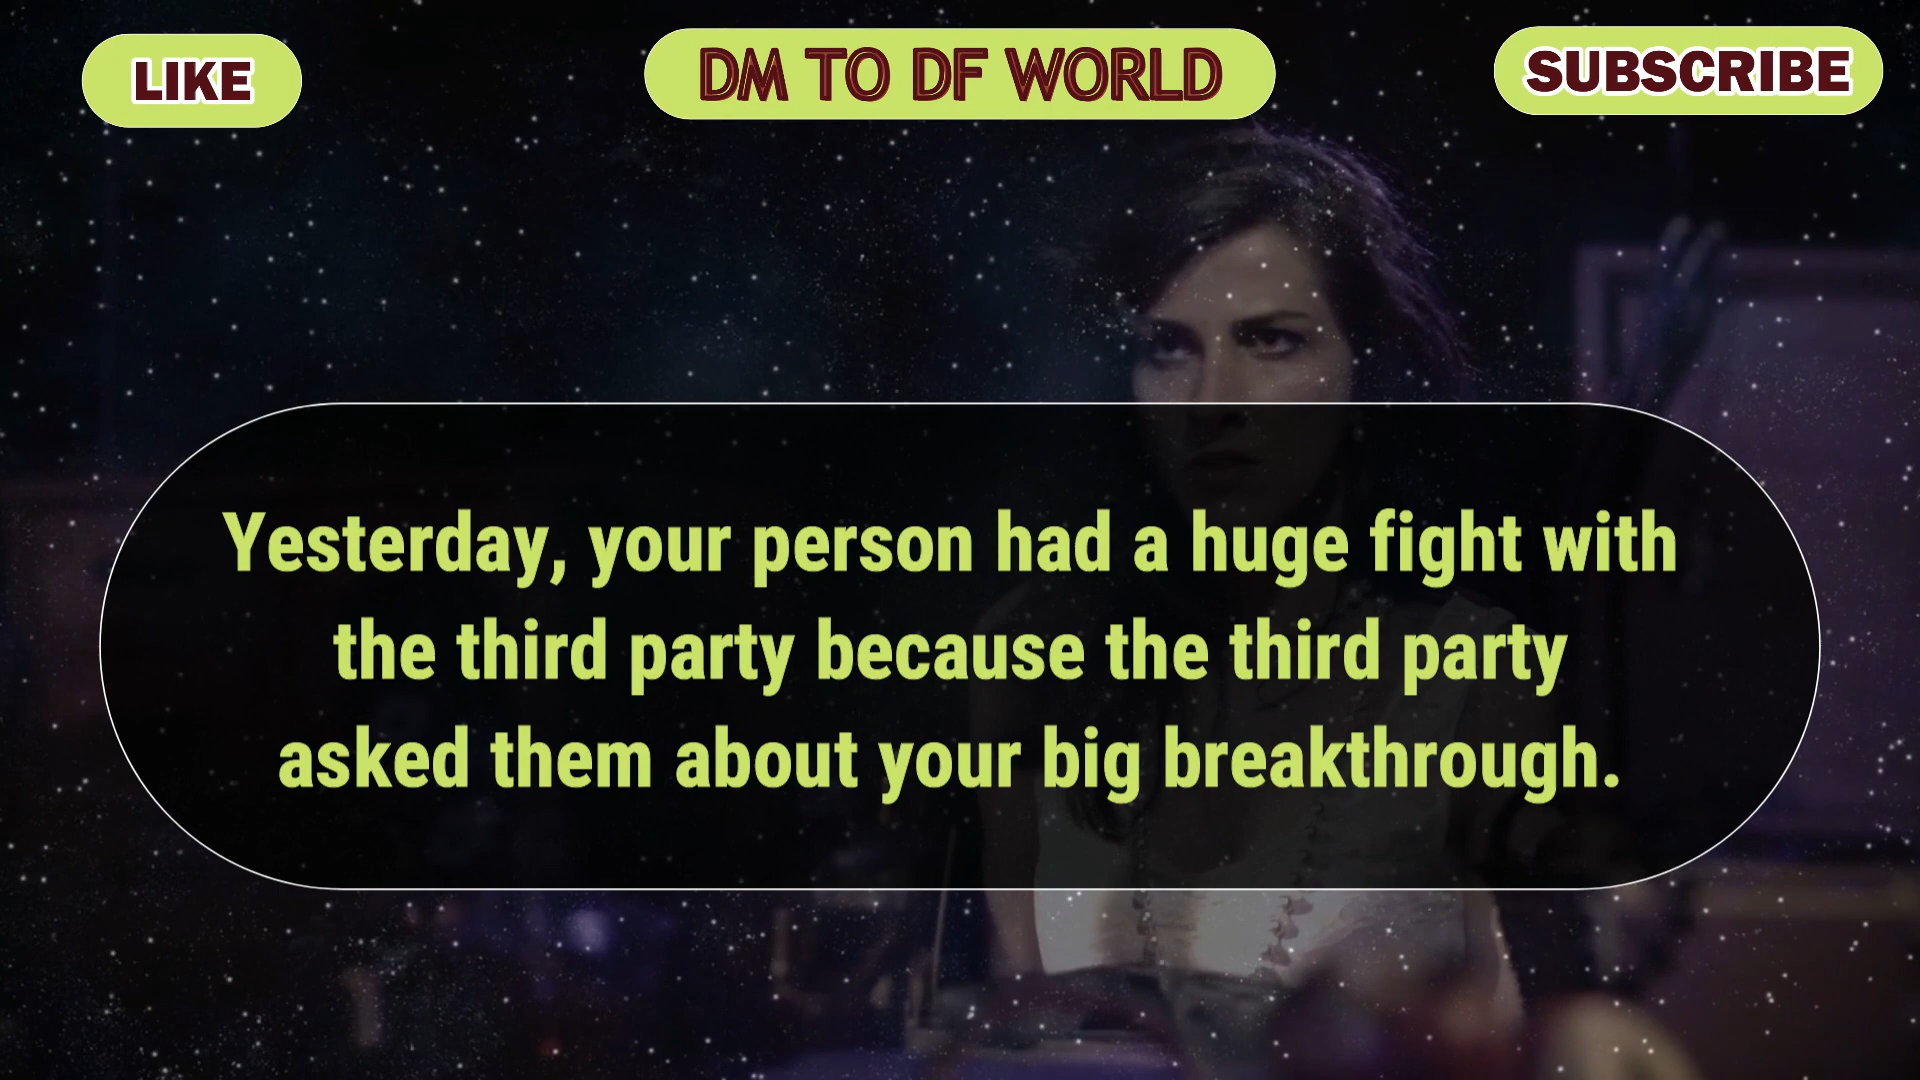 LIKE
DM TO DF WORLD
SUBSCRIBE
Yesterday, your person had a huge fight with
the third party because the third party
asked them about your big breakthrough.